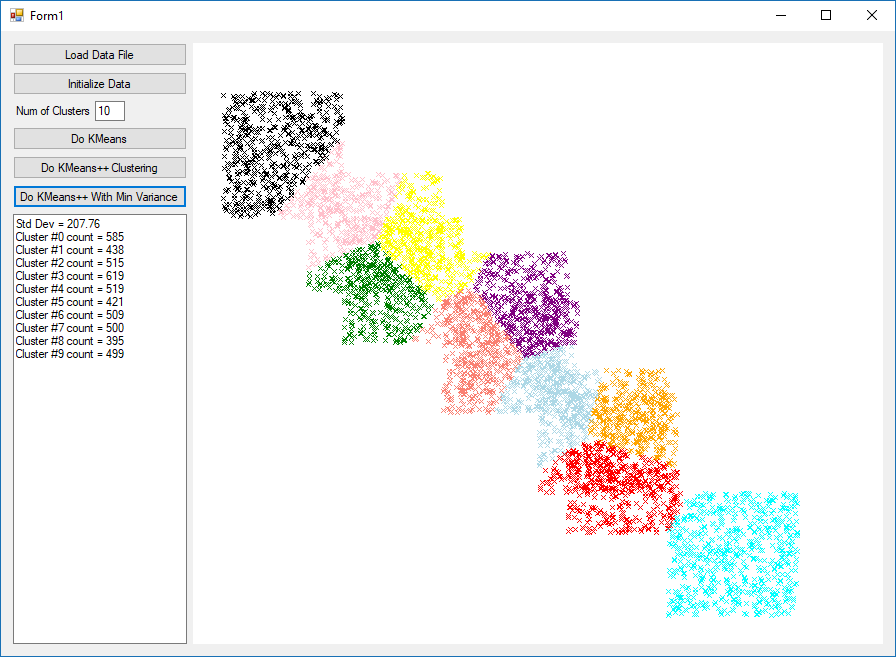 Form1
Load Data File
Initialize Data
Num of Clusters 10
Do KMeans
Do KMeans++ Clustering
Do KMeans++ With Min Variance
Std Dev = 207.76
Cluster #0 count = 585
Cluster #1 count = 438
Cluster #2 count = 515
Cluster #3 count = 619
Cluster #4 count = 519
Cluster #5 count = 421
Cluster #6 count = 509
Cluster #7 count = 500
Cluster #8 count = 395
Cluster #9 count = 499